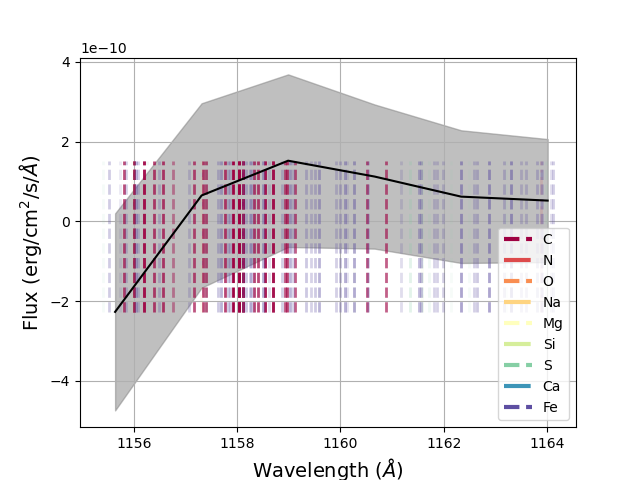 1e−10
4
2
0
−2
−4
Flux (erg/cm²/s/Å)
C
N
O
Na
Mg
Si
S
Ca
Fe
1156 1158 1160 1162 1164
Wavelength (Å)